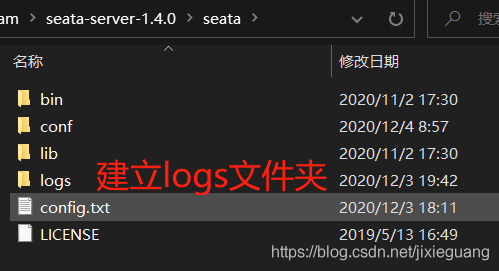 am > seata-server-1.4.0 > seata > 搜索
名称 修改日期
bin 2020/11/2 17:30
conf 2020/12/4 8:57
lib 2020/11/2 17:30
logs 2020/12/3 19:42
建立logs文件夹
config.txt 2020/12/3 18:11
LICENSE 2019/5/13 16:49
https://blog.csdn.net/jixieguang